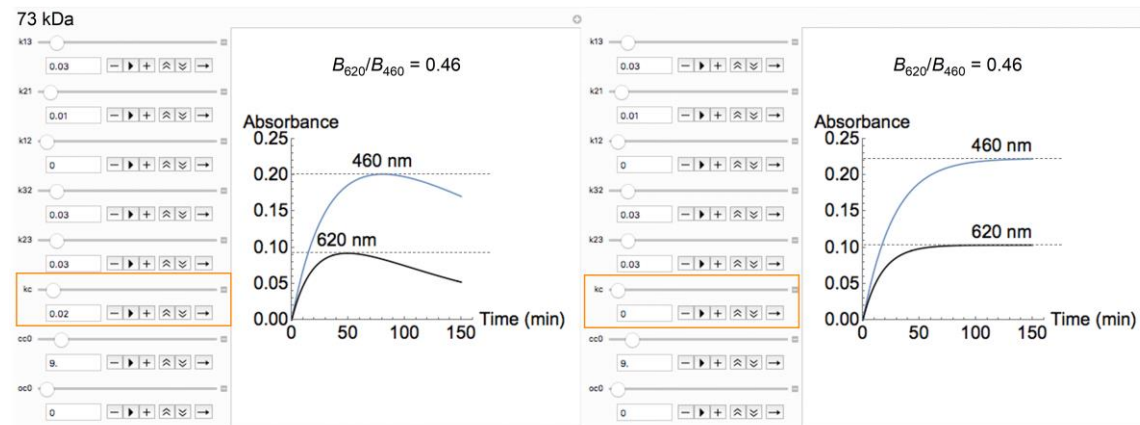 73 kDa
k13
0.03
k21
0.01
k12
0
k32
0.03
k23
0.03
kc
0.02
cc0
9.
oc0
0
B620/B460 = 0.46
Absorbance
0.25
0.20
0.15
0.10
0.05
0.00
460 nm
620 nm
0 50 100 150
Time (min)
k13
0.03
k21
0.01
k12
0
k32
0.03
k23
0.03
kc
0
cc0
9.
oc0
0
B620/B460 = 0.46
Absorbance
0.25
0.20
0.15
0.10
0.05
0.00
460 nm
620 nm
0 50 100 150
Time (min)